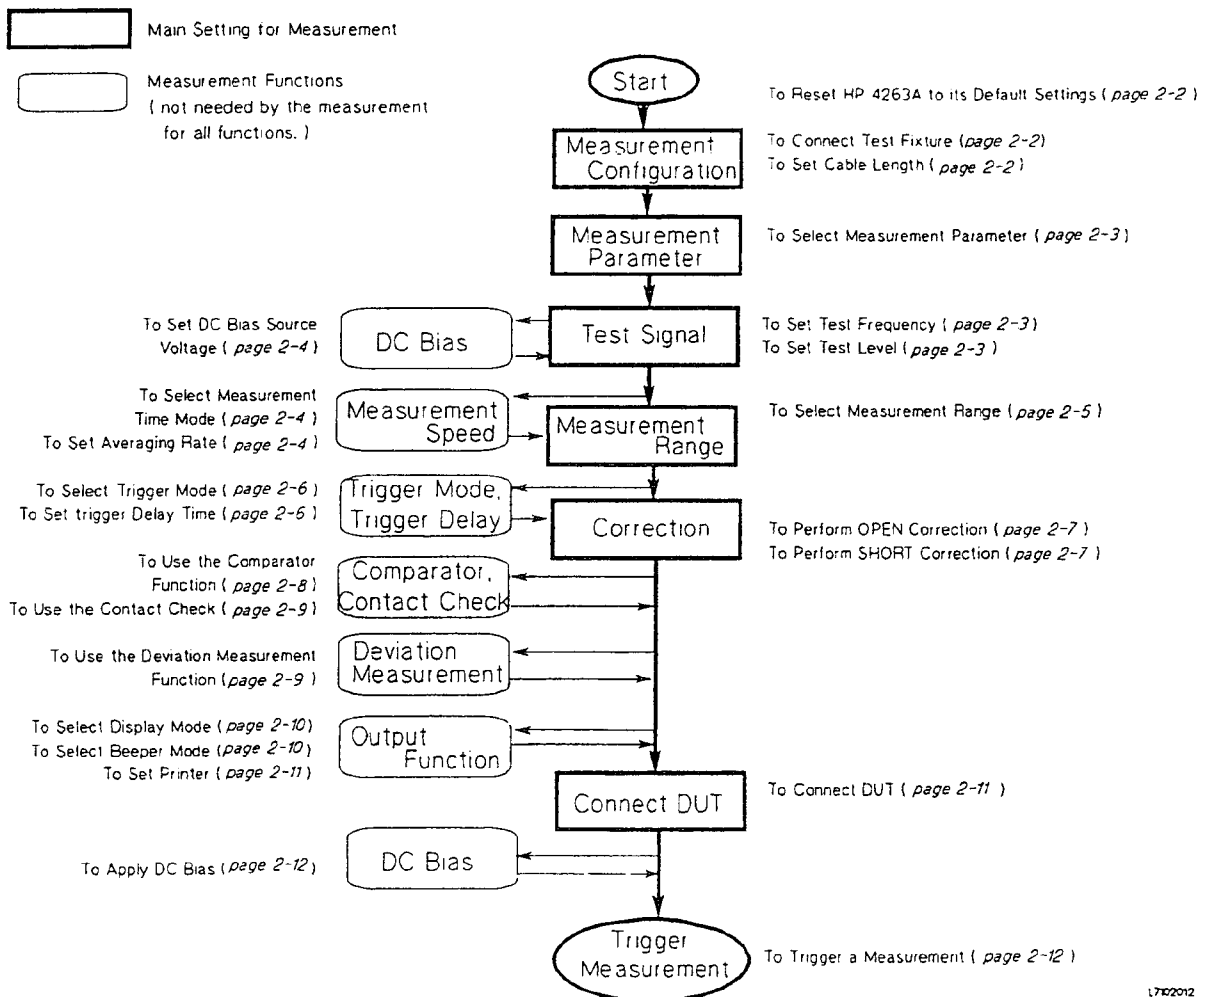 Main Setting for Measurement
Measurement Functions
( not needed by the measurement
for all functions. )
Start
To Reset HP 4263A to its Default Settings ( page 2-2 )
Measurement
Configuration
To Connect Test Fixture (page 2-2)
To Set Cable Length ( page 2-2 )
Measurement
Parameter
To Select Measurement Parameter ( page 2-3 )
To Set DC Bias Source
Voltage ( page 2-4 )
DC Bias
Test Signal
To Set Test Frequency ( page 2-3 )
To Set Test Level ( page 2-3 )
To Select Measurement
Time Mode ( page 2-4 )
To Set Averaging Rate ( page 2-4 )
Measurement
Speed
Measurement
Range
To Select Measurement Range ( page 2-5 )
To Select Trigger Mode ( page 2-6 )
To Set trigger Delay Time ( page 2-6 )
Trigger Mode,
Trigger Delay
Correction
To Perform OPEN Correction ( page 2-7 )
To Perform SHORT Correction ( page 2-7 )
To Use the Comparator
Function ( page 2-8 )
To Use the Contact Check ( page 2-9 )
Comparator,
Contact Check
To Use the Deviation Measurement
Function (page 2-9 )
Deviation
Measurement
To Select Display Mode ( page 2-10)
To Select Beeper Mode (page 2-10)
To Set Printer ( page 2-11 )
Output
Function
Connect DUT
To Connect DUT ( page 2-11 )
To Apply DC Bias ( page 2-12 )
DC Bias
Trigger
Measurement
To Trigger a Measurement ( page 2-12 )
L7102012